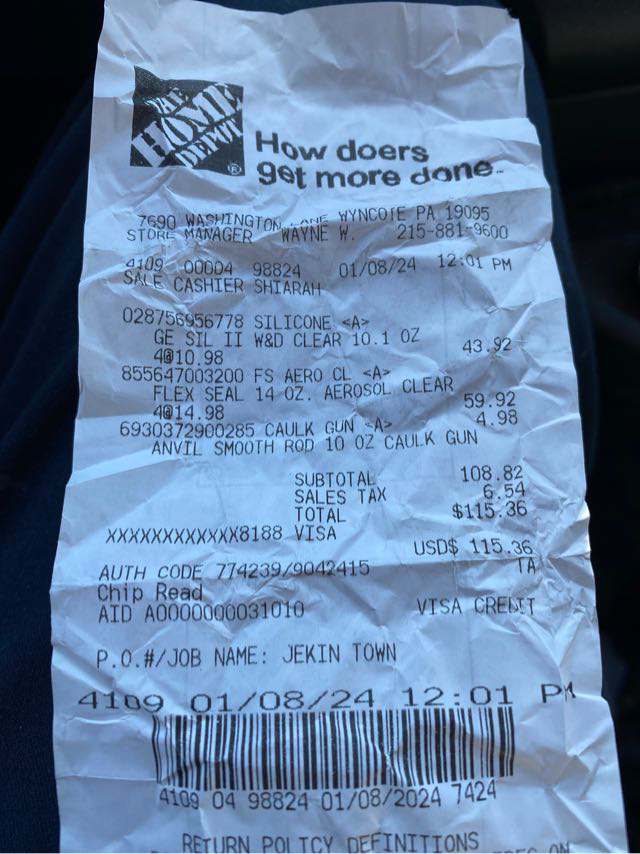 THE
HOME
DEPOT
®
How doers
get more done™
7690 WASHINGTON LANE WYNCOTE PA 19095
STORE MANAGER WAYNE W. 215-881-9600
4109 00004 98824 01/08/24 12:01 PM
SALE CASHIER SHIARAH
028756956778 SILICONE <A>
GE SIL II W&D CLEAR 10.1 OZ
4@10.98 43.92
855647003200 FS AERO CL <A>
FLEX SEAL 14 OZ. AEROSOL CLEAR
4@14.98 59.92
6930372900285 CAULK GUN <A> 4.98
ANVIL SMOOTH ROD 10 OZ CAULK GUN
SUBTOTAL 108.82
SALES TAX 6.54
TOTAL $115.36
XXXXXXXXXXXX8188 VISA
USD$ 115.36
AUTH CODE 774239/9042415 TA
Chip Read
AID A0000000031010 VISA CREDIT
P.O.#/JOB NAME: JEKIN TOWN
4109 01/08/24 12:01 PM
4109 04 98824 01/08/2024 7424
RETURN POLICY DEFINITIONS